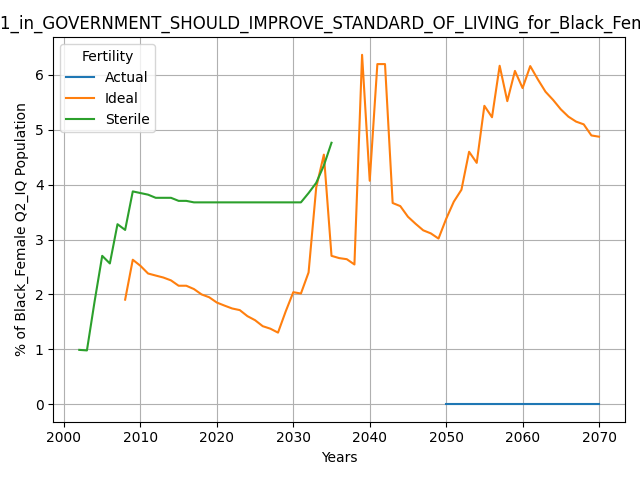 1_in_GOVERNMENT_SHOULD_IMPROVE_STANDARD_OF_LIVING_for_Black_Fem
Fertility
Actual
Ideal
Sterile
% of Black_Female Q2_IQ Population
6
5
4
3
2
1
0
2000 2010 2020 2030 2040 2050 2060 2070
Years